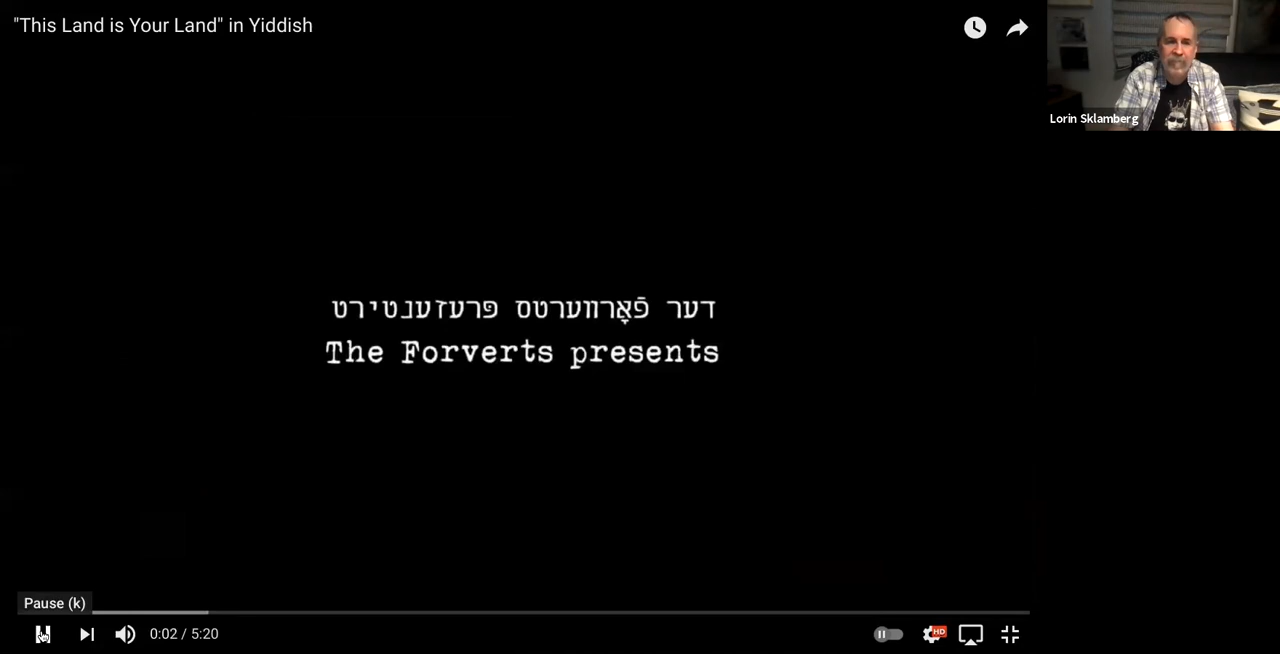 "This Land is Your Land" in Yiddish
Lorin Sklamberg
דער פֿאָרווערטס פּרעזענטירט
The Forverts presents
Pause (k)
0:02 / 5:20
HD